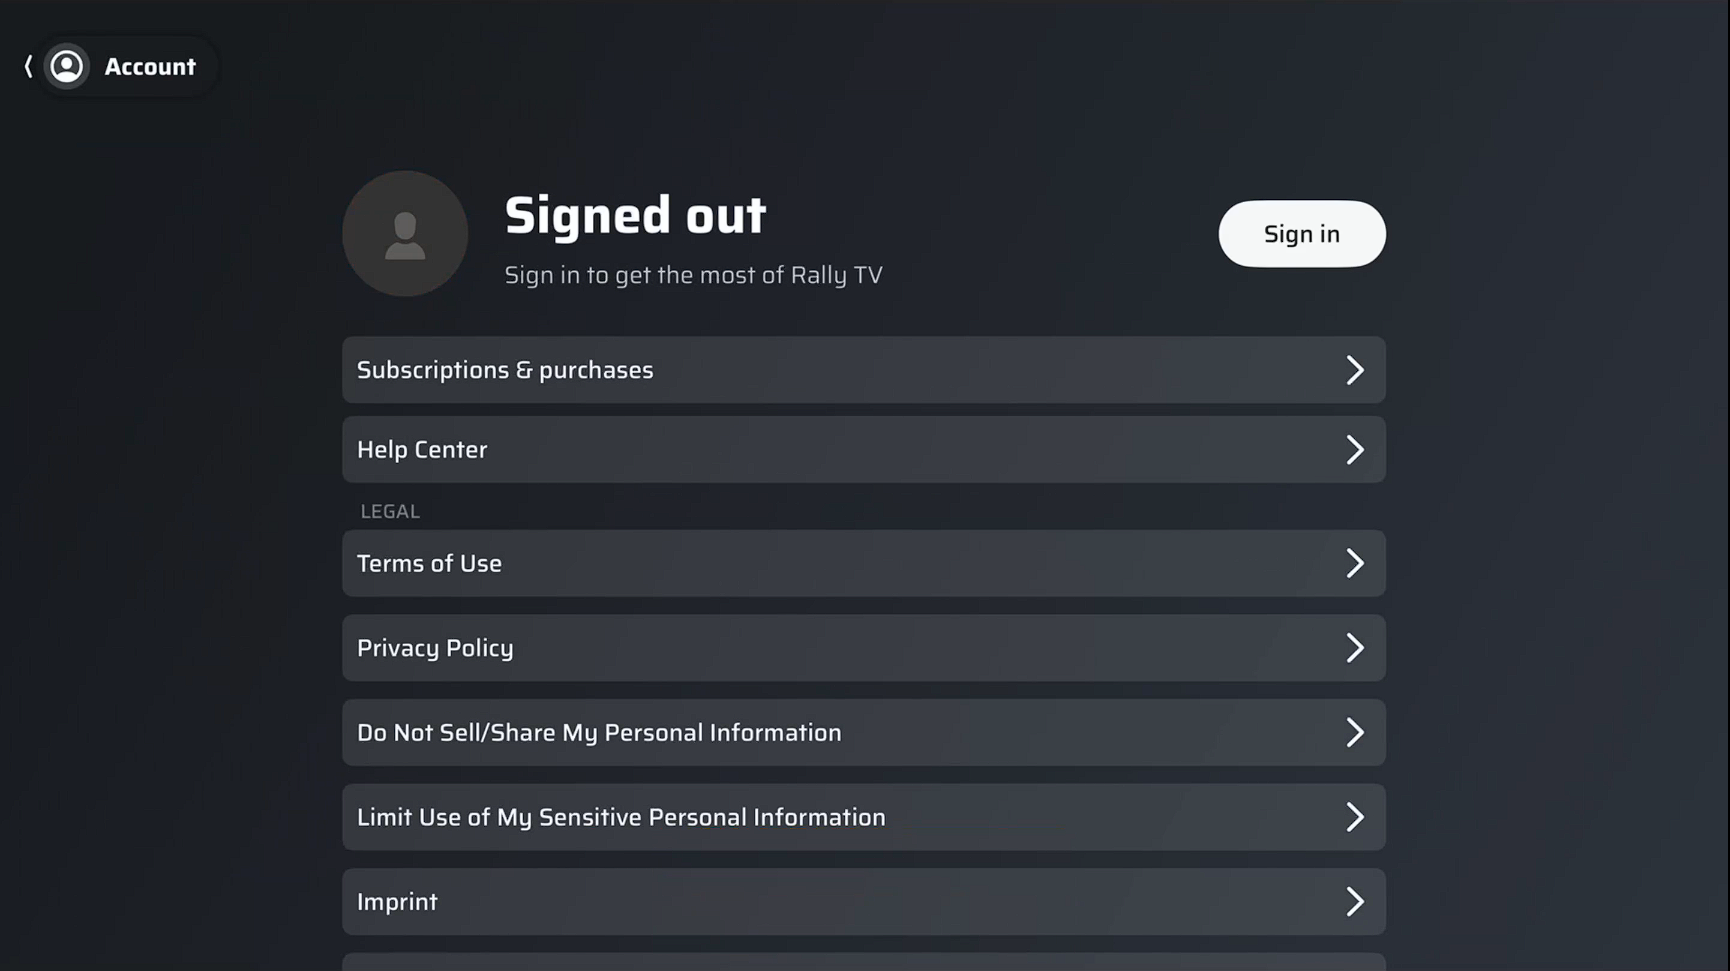 Account
Signed out
Sign in to get the most of Rally TV
Sign in
Subscriptions & purchases
Help Center
LEGAL
Terms of Use
Privacy Policy
Do Not Sell/Share My Personal Information
Limit Use of My Sensitive Personal Information
Imprint